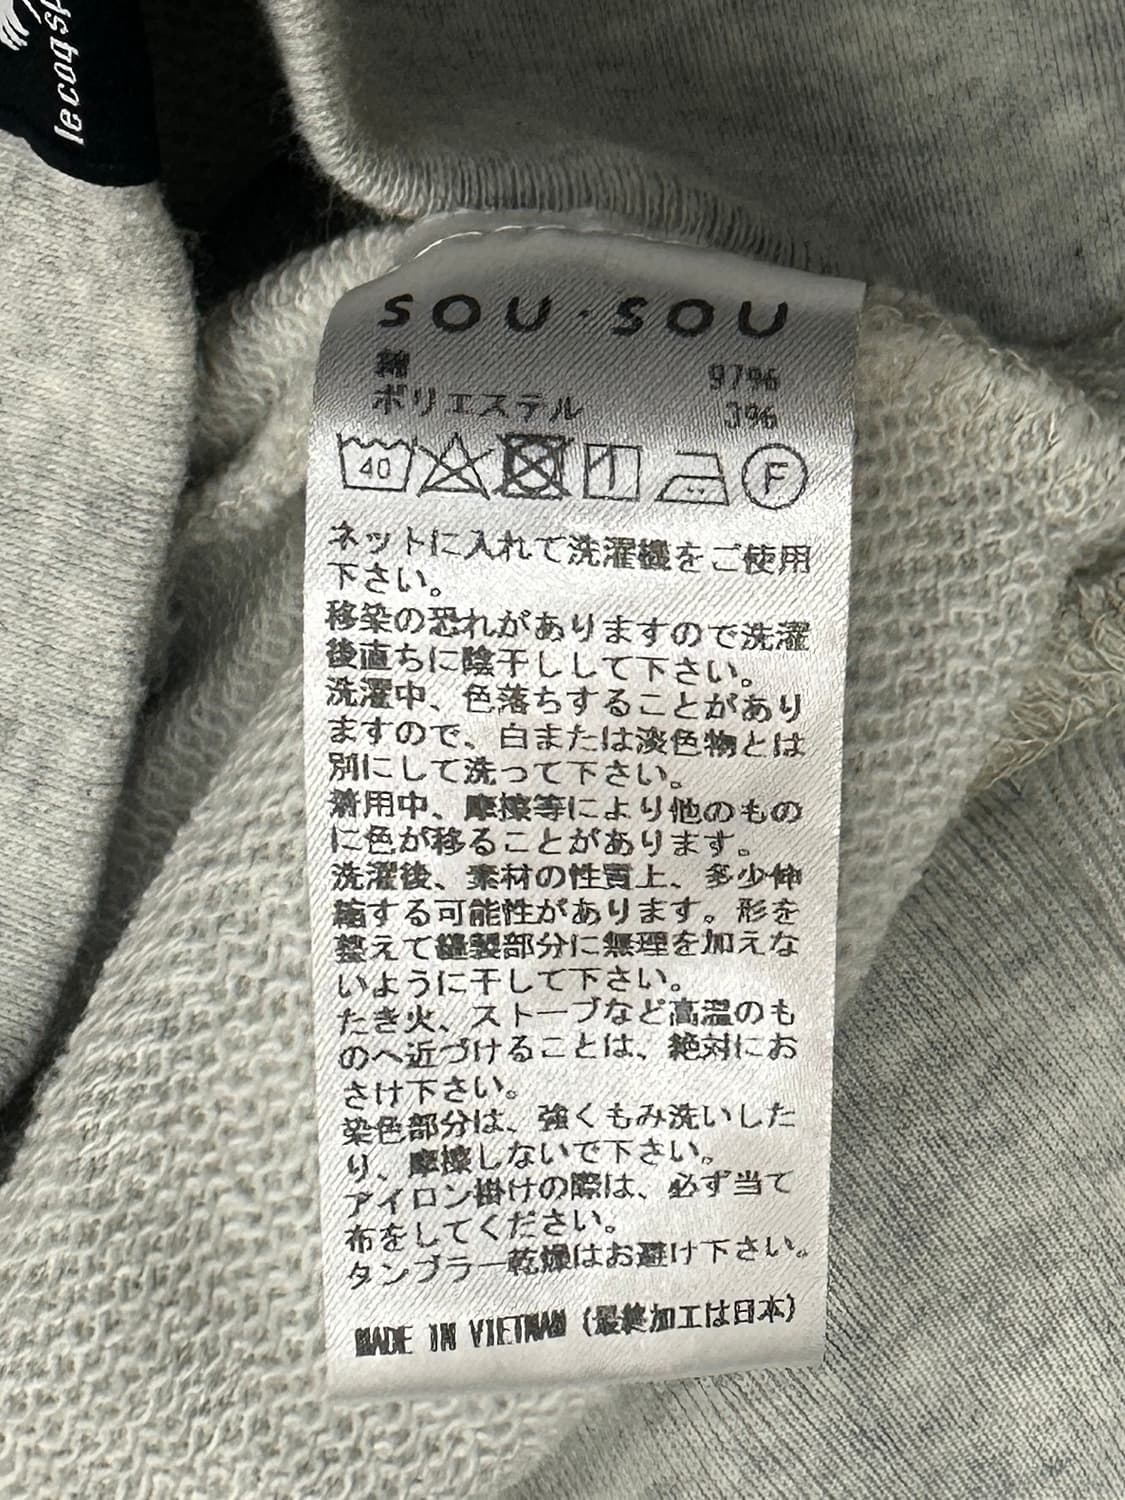 le coq sp
SOU・SOU
綿 97%
ポリエステル 3%
40
F
ネットに入れて洗濯機をご使用
下さい。
移染の恐れがありますので洗濯
後直ちに陰干しして下さい。
洗濯中、色落ちすることがあり
ますので、白または淡色物とは
別にして洗って下さい。
着用中、摩擦等により他のもの
に色が移ることがあります。
洗濯後、素材の性質上、多少伸
縮する可能性があります。形を
整えて縫製部分に無理を加えな
いように干して下さい。
たき火、ストーブなど高温のも
のへ近づけることは、絶対にお
さけ下さい。
染色部分は、強くもみ洗いした
り、摩擦しないで下さい。
アイロン掛けの際は、必ず当て
布をしてください。
タンブラー乾燥はお避け下さい。
MADE IN VIETNAM (最終加工は日本)